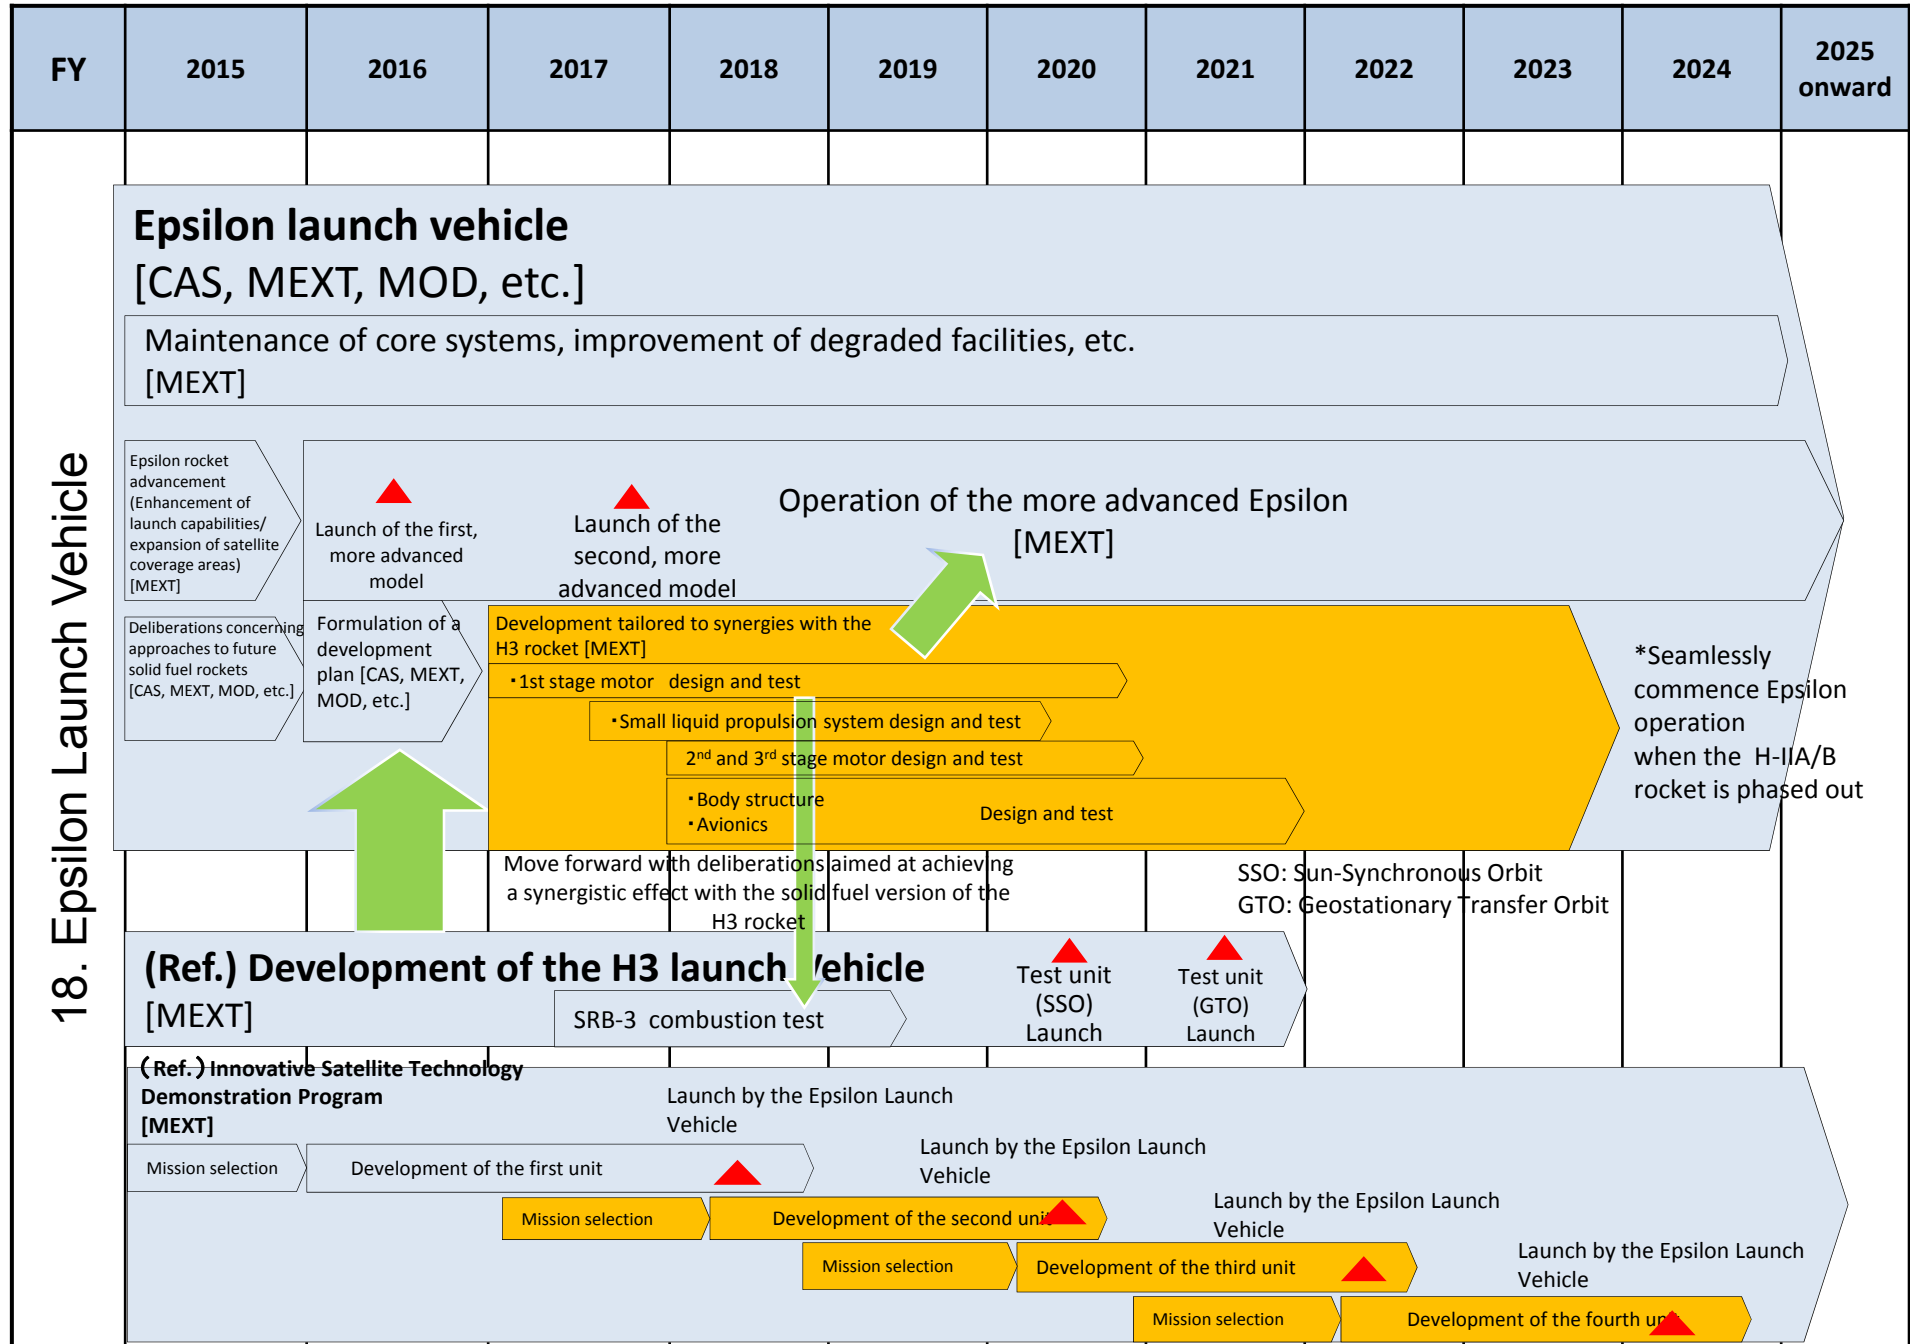 FY
2015
2016
2017
2018
2019
2020
2021
2022
2023
2024
2025
onward
18. Epsilon Launch Vehicle
Epsilon launch vehicle
[CAS, MEXT, MOD, etc.]
Maintenance of core systems, improvement of degraded facilities, etc.
[MEXT]
Epsilon rocket
advancement
(Enhancement of
launch capabilities/
expansion of satellite
coverage areas)
[MEXT]
Launch of the first,
more advanced
model
Launch of the
second, more
advanced model
Operation of the more advanced Epsilon
[MEXT]
Deliberations concerning
approaches to future
solid fuel rockets
[CAS, MEXT, MOD, etc.]
Formulation of a
development
plan [CAS, MEXT,
MOD, etc.]
Development tailored to synergies with the
H3 rocket [MEXT]
・1st stage motor design and test
・Small liquid propulsion system design and test
2nd and 3rd stage motor design and test
・Body structure
・Avionics
Design and test
*Seamlessly
commence Epsilon
operation
when the H-IIA/B
rocket is phased out
Move forward with deliberations aimed at achieving
a synergistic effect with the solid fuel version of the
H3 rocket
SSO: Sun-Synchronous Orbit
GTO: Geostationary Transfer Orbit
(Ref.) Development of the H3 launch vehicle
[MEXT]
SRB-3 combustion test
Test unit
(SSO)
Launch
Test unit
(GTO)
Launch
（Ref.）Innovative Satellite Technology
Demonstration Program
[MEXT]
Launch by the Epsilon Launch
Vehicle
Mission selection
Development of the first unit
Launch by the Epsilon Launch
Vehicle
Mission selection
Development of the second unit
Launch by the Epsilon Launch
Vehicle
Mission selection
Development of the third unit
Launch by the Epsilon Launch
Vehicle
Mission selection
Development of the fourth unit